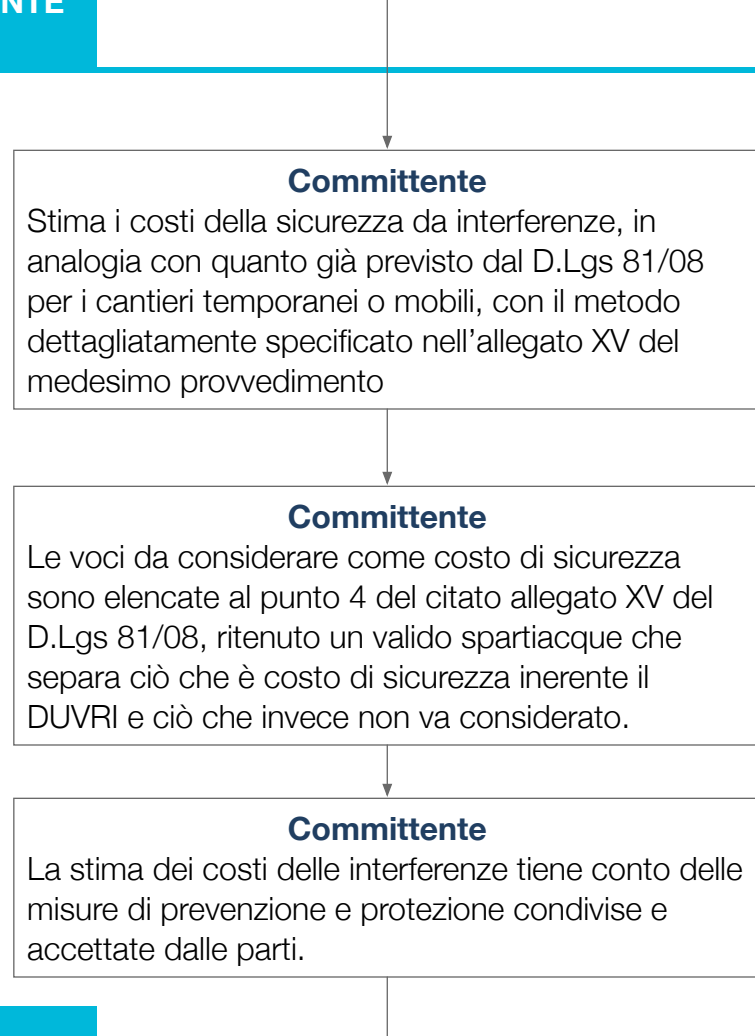 Committente
Stima i costi della sicurezza da interferenze, in
analogia con quanto già previsto dal D.Lgs 81/08
per i cantieri temporanei o mobili, con il metodo
dettagliatamente specificato nell’allegato XV del
medesimo provvedimento
Committente
Le voci da considerare come costo di sicurezza
sono elencate al punto 4 del citato allegato XV del
D.Lgs 81/08, ritenuto un valido spartiacque che
separa ciò che è costo di sicurezza inerente il
DUVRI e ciò che invece non va considerato.
Committente
La stima dei costi delle interferenze tiene conto delle
misure di prevenzione e protezione condivise e
accettate dalle parti.